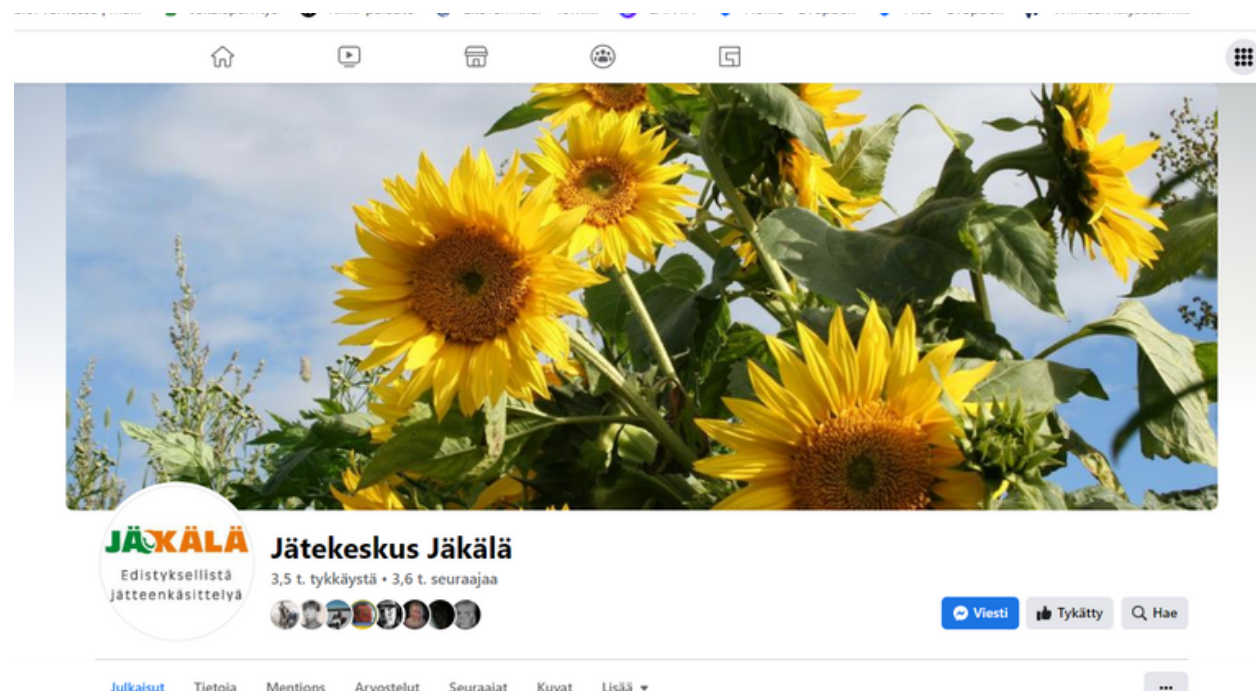 JÄKÄLÄ
Edistyksellistä
jätteenkäsittelyä
Jätekeskus Jäkälä
3,5 t. tykkäystä • 3,6 t. seuraajaa
Viesti Tykätty Hae
Julkaisut Tietoja Mentions Arvostelut Seuraajat Kuvat Lisää